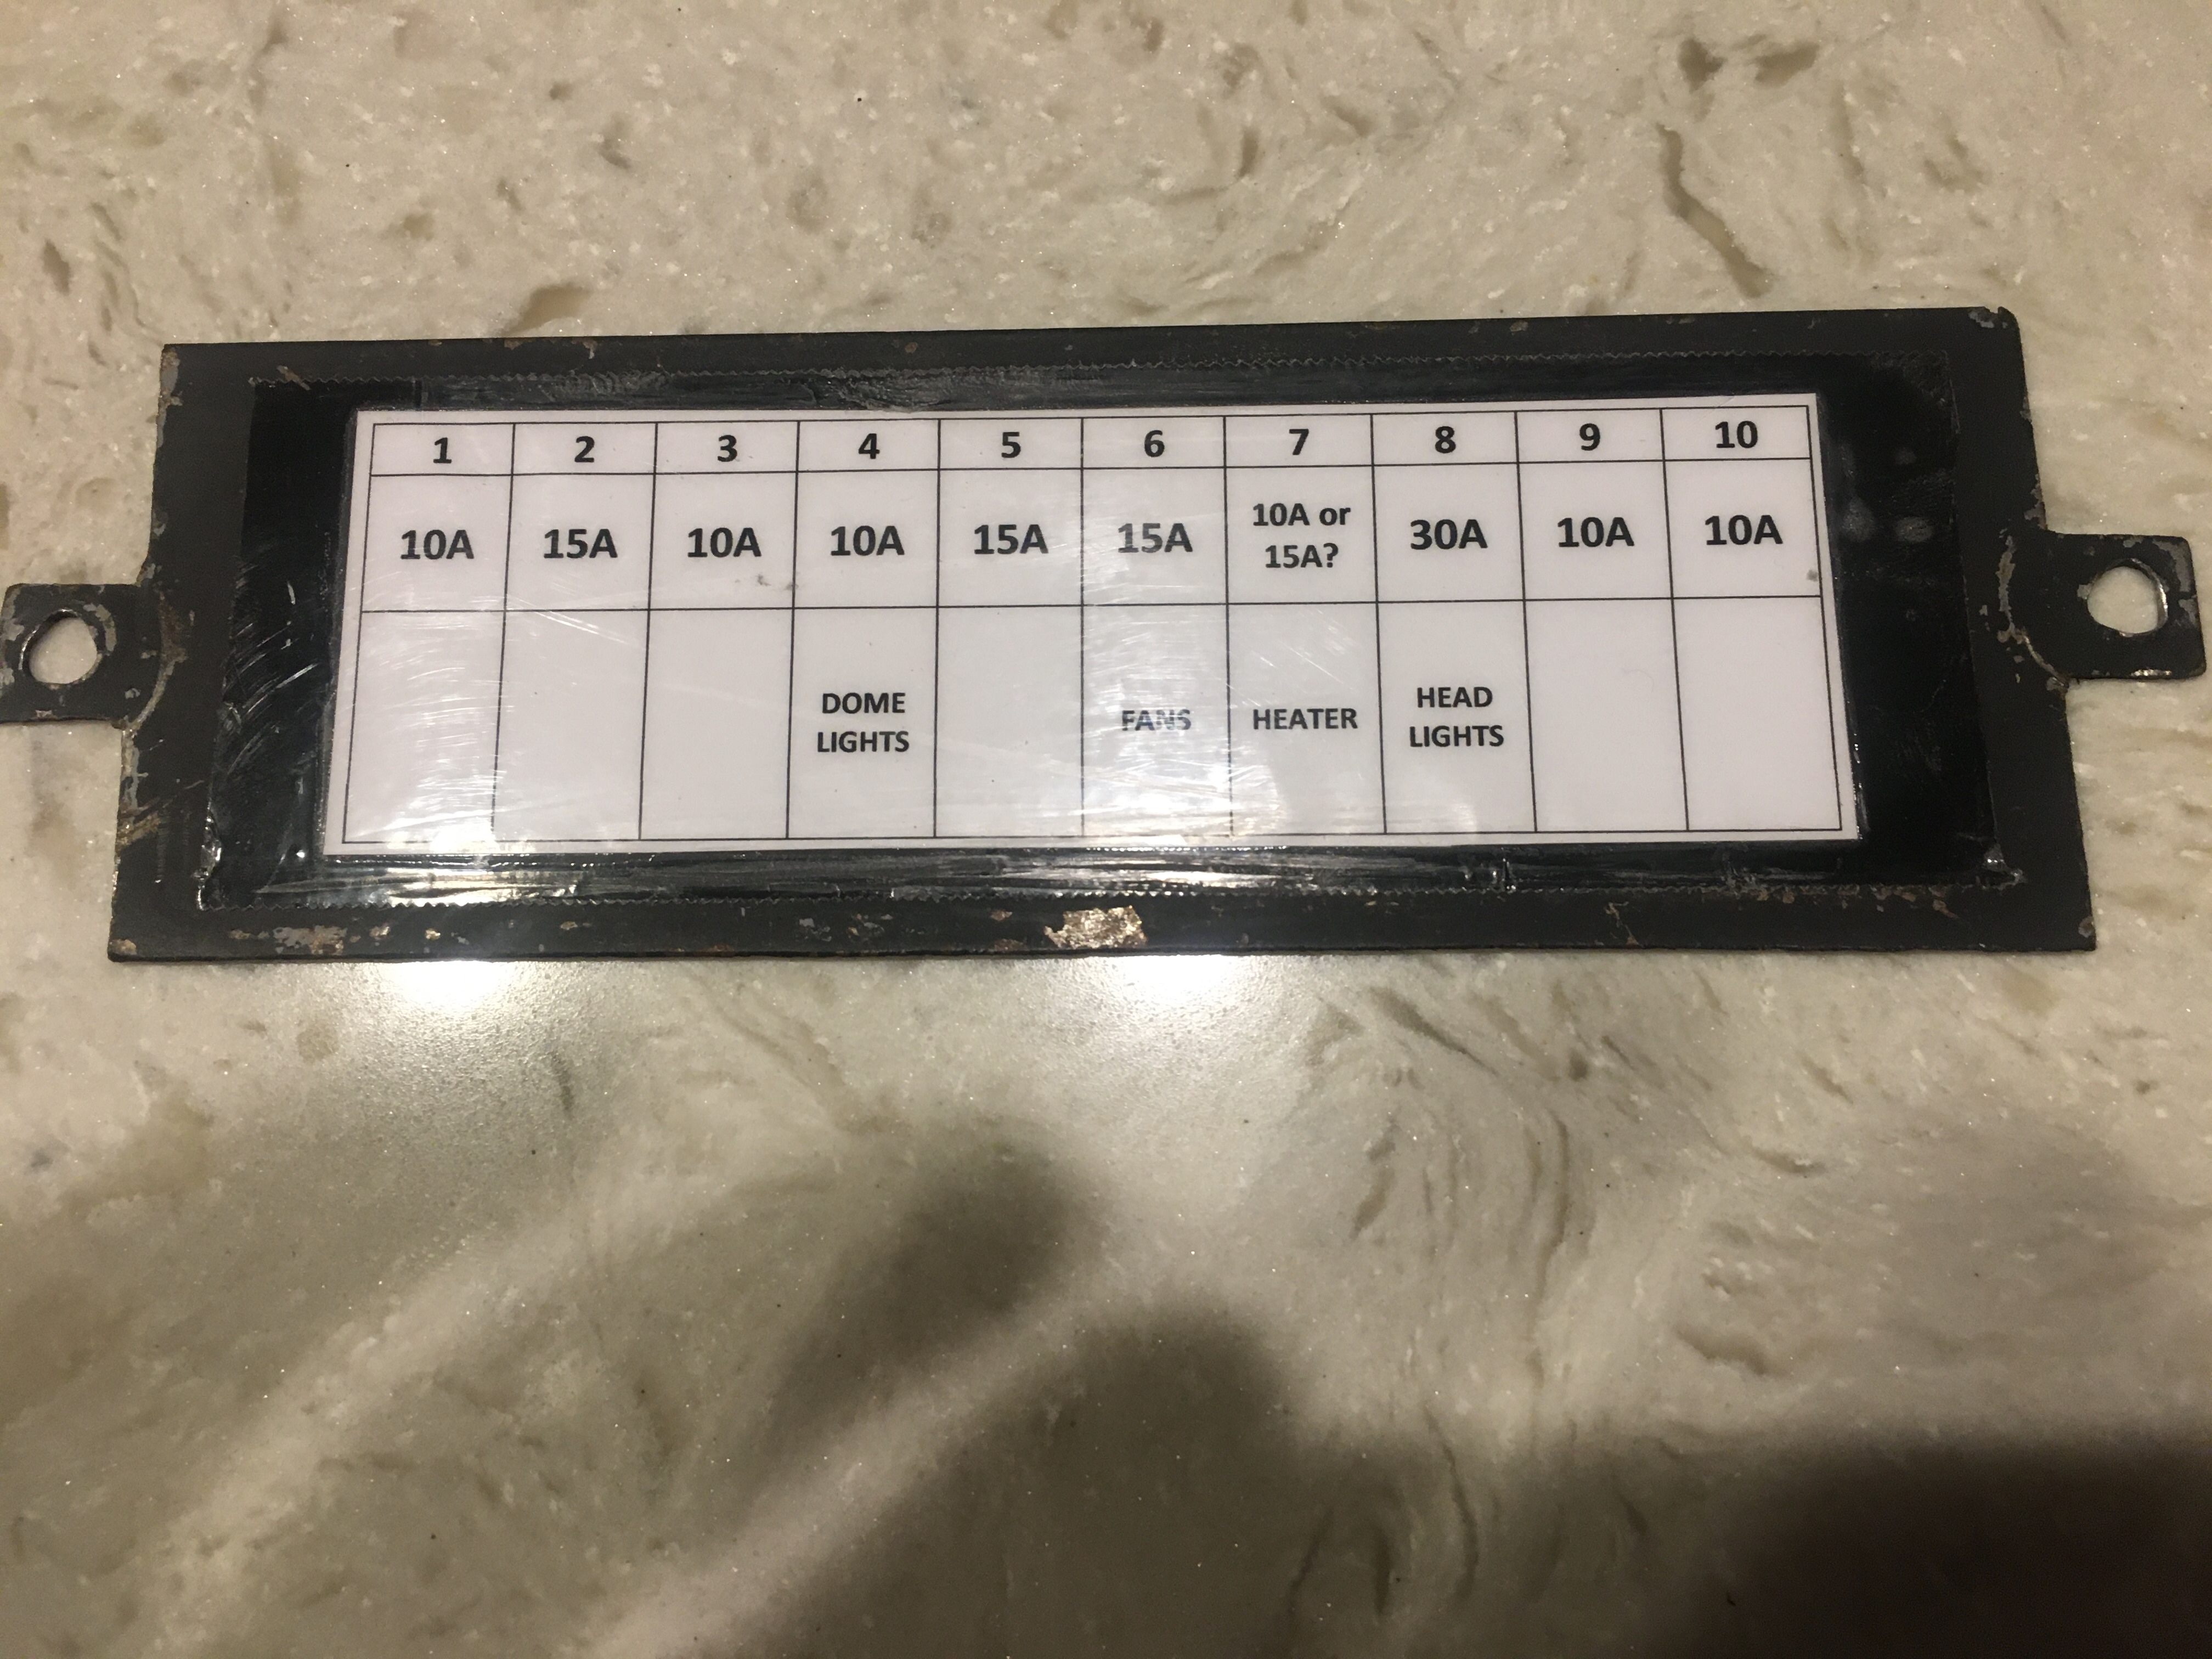 1 2 3 4 5 6 7 8 9 10
10A 15A 10A 10A 15A 15A 10A or 15A? 30A 10A 10A
DOME LIGHTS FANS HEATER HEAD LIGHTS